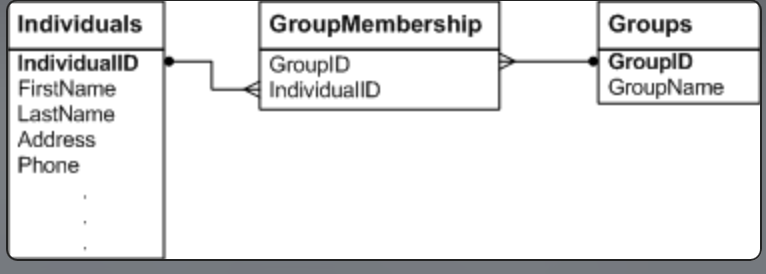 Individuals
IndividualID
FirstName
LastName
Address
Phone
.
.
.
GroupMembership
GroupID
IndividualID
Groups
GroupID
GroupName